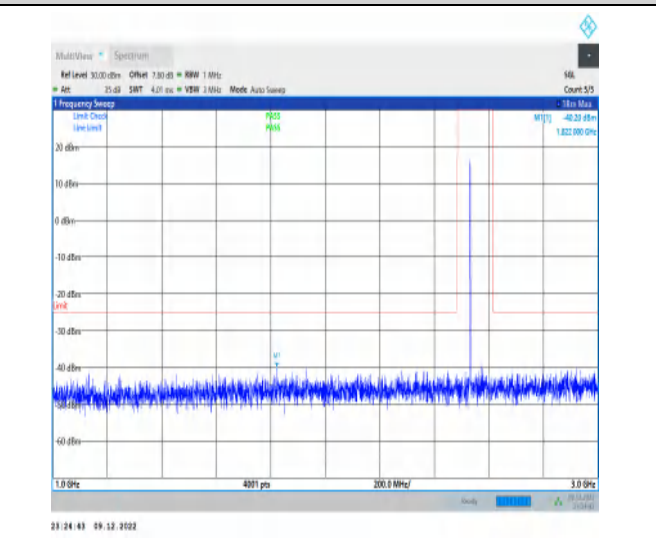 MultiView Spectrum
Ref Level 30.00 dBm Offset 7.80 dB RBW 1 MHz SGL
Att 25 dB SWT 4.01 ms VBW 3 MHz Mode Auto Sweep Count 5/5
1 Frequency Sweep
Limit Check PASS M1[1] -40.20 dBm
Line Limit PASS 1.822 000 GHz
20 dBm
10 dBm
0 dBm
-10 dBm
-20 dBm
Limit
-30 dBm
M1
-40 dBm
-50 dBm
-60 dBm
1.0 GHz 4001 pts 200.0 MHz/ 3.0 GHz
Ready
23:24:43 09.12.2022